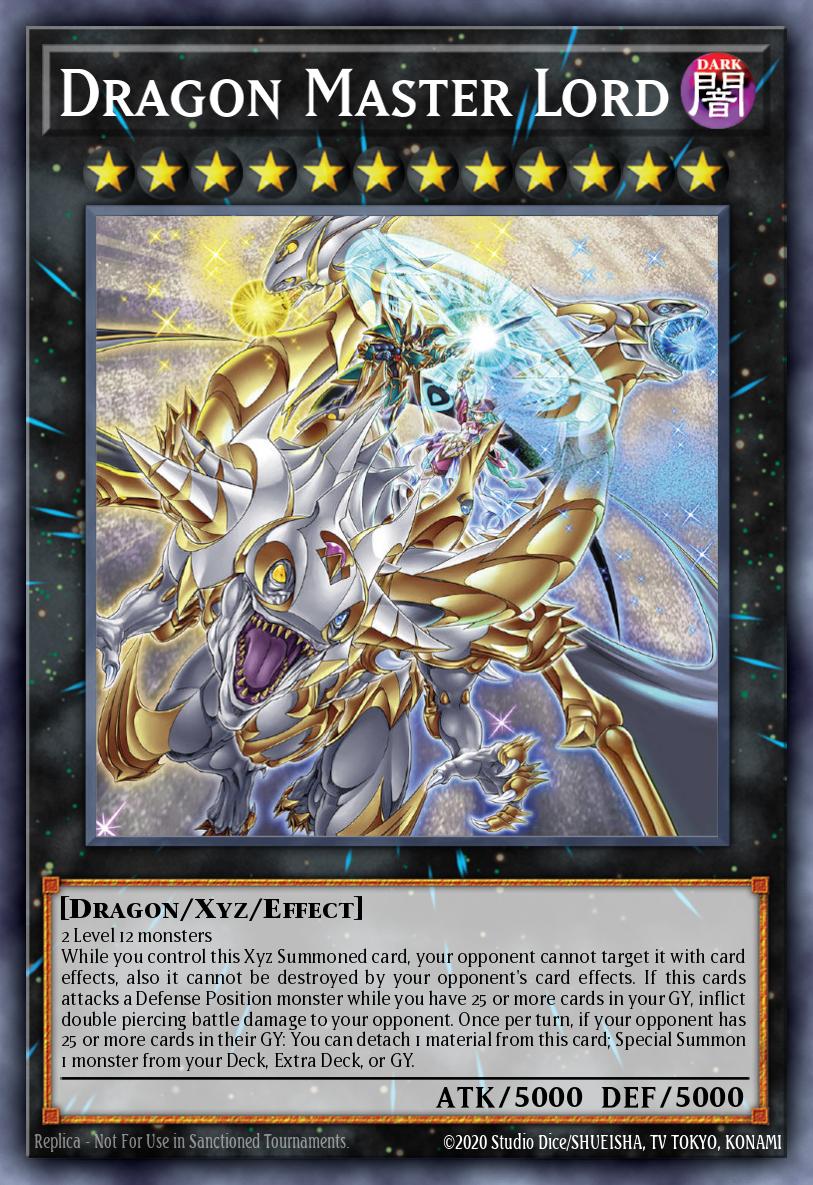 Dragon Master Lord
DARK
闇
[Dragon/Xyz/Effect]
2 Level 12 monsters
While you control this Xyz Summoned card, your opponent cannot target it with card
effects, also it cannot be destroyed by your opponent's card effects. If this cards
attacks a Defense Position monster while you have 25 or more cards in your GY, inflict
double piercing battle damage to your opponent. Once per turn, if your opponent has
25 or more cards in their GY: You can detach 1 material from this card; Special Summon
1 monster from your Deck, Extra Deck, or GY.
ATK/5000 DEF/5000
Replica - Not For Use in Sanctioned Tournaments.
©2020 Studio Dice/SHUEISHA, TV TOKYO, KONAMI